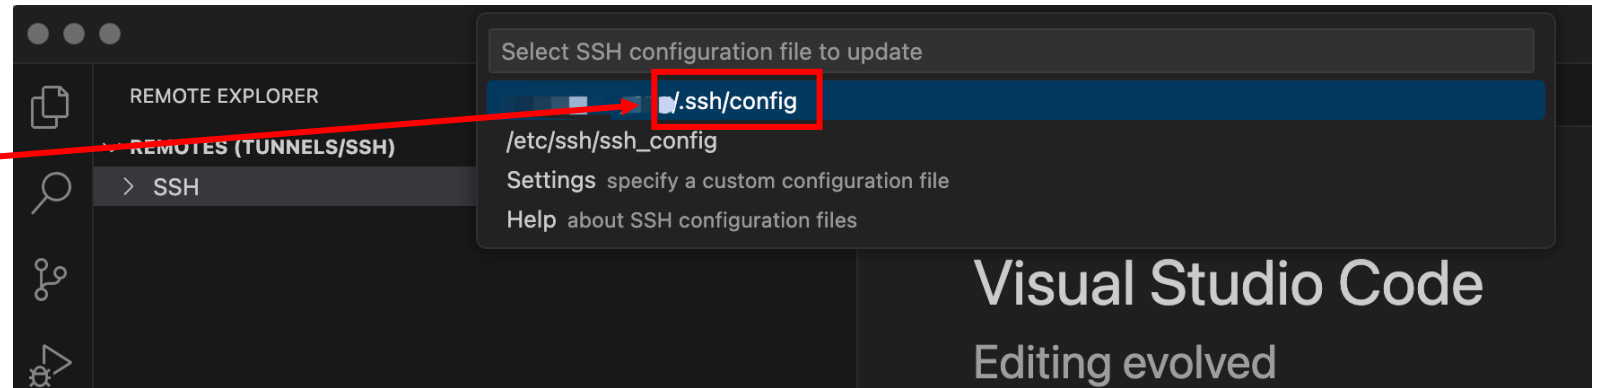 Select SSH configuration file to update
REMOTE EXPLORER
/.ssh/config
/etc/ssh/ssh_config
REMOTES (TUNNELS/SSH)
Settings specify a custom configuration file
SSH
Help about SSH configuration files
Visual Studio Code
Editing evolved